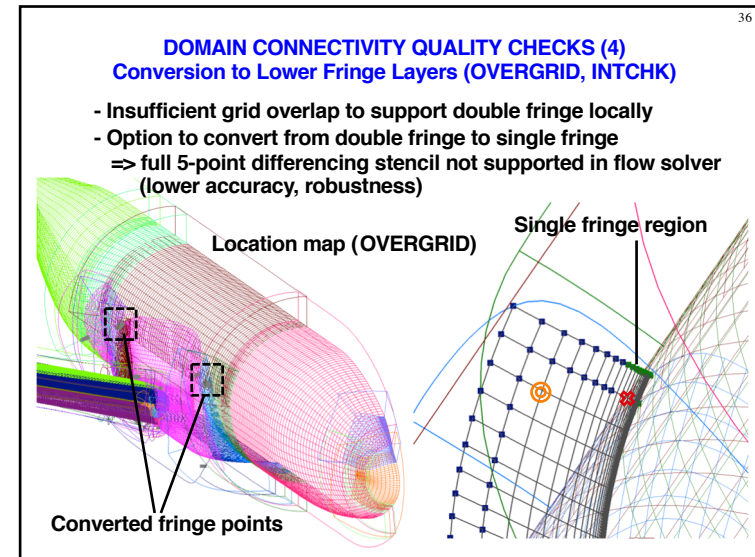 36
DOMAIN CONNECTIVITY QUALITY CHECKS (4)
Conversion to Lower Fringe Layers (OVERGRID, INTCHK)
- Insufficient grid overlap to support double fringe locally
- Option to convert from double fringe to single fringe
=> full 5-point differencing stencil not supported in flow solver
(lower accuracy, robustness)
Single fringe region
Location map (OVERGRID)
Converted fringe points